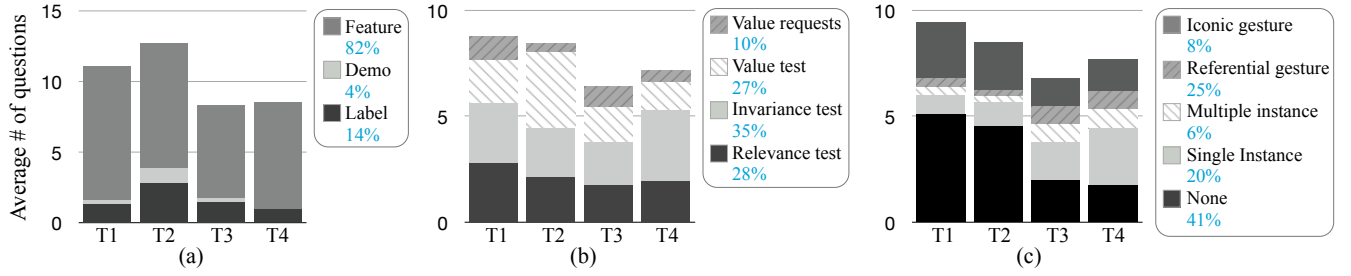 Average # of questions
15
10
5
0
T1 T2 T3 T4
(a)
Feature
82%
Demo
4%
Label
14%
10
5
0
T1 T2 T3 T4
(b)
Value requests
10%
Value test
27%
Invariance test
35%
Relevance test
28%
10
5
0
T1 T2 T3 T4
(c)
Iconic gesture
8%
Referential gesture
25%
Multiple instance
6%
Single Instance
20%
None
41%